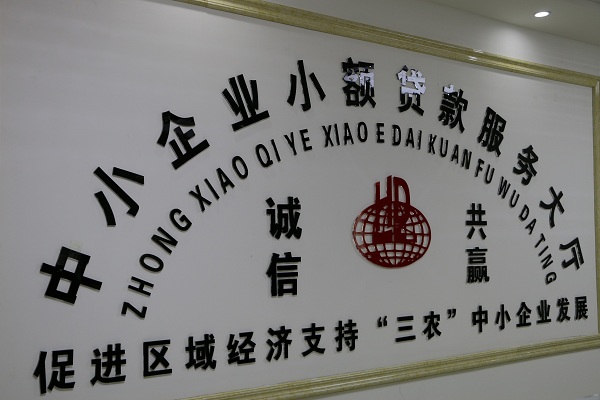 中小企业小额贷款服务大厅
ZHONG XIAO QI YE XIAO E DAI KUAN FU WU DA TING
诚信
共赢
促进区域经济支持“三农”中小企业发展